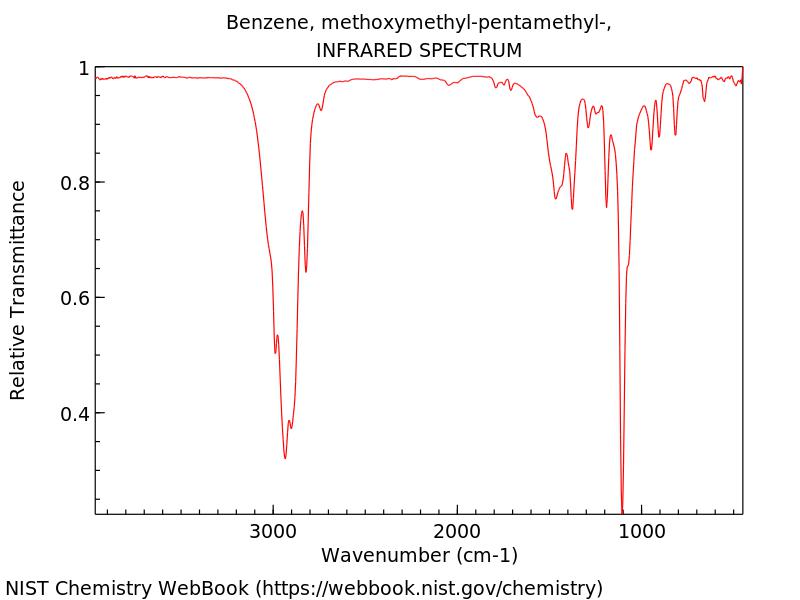 Benzene, methoxymethyl-pentamethyl-,
INFRARED SPECTRUM
1
0.8
0.6
0.4
Relative Transmittance
3000 2000 1000
Wavenumber (cm-1)
NIST Chemistry WebBook (https://webbook.nist.gov/chemistry)